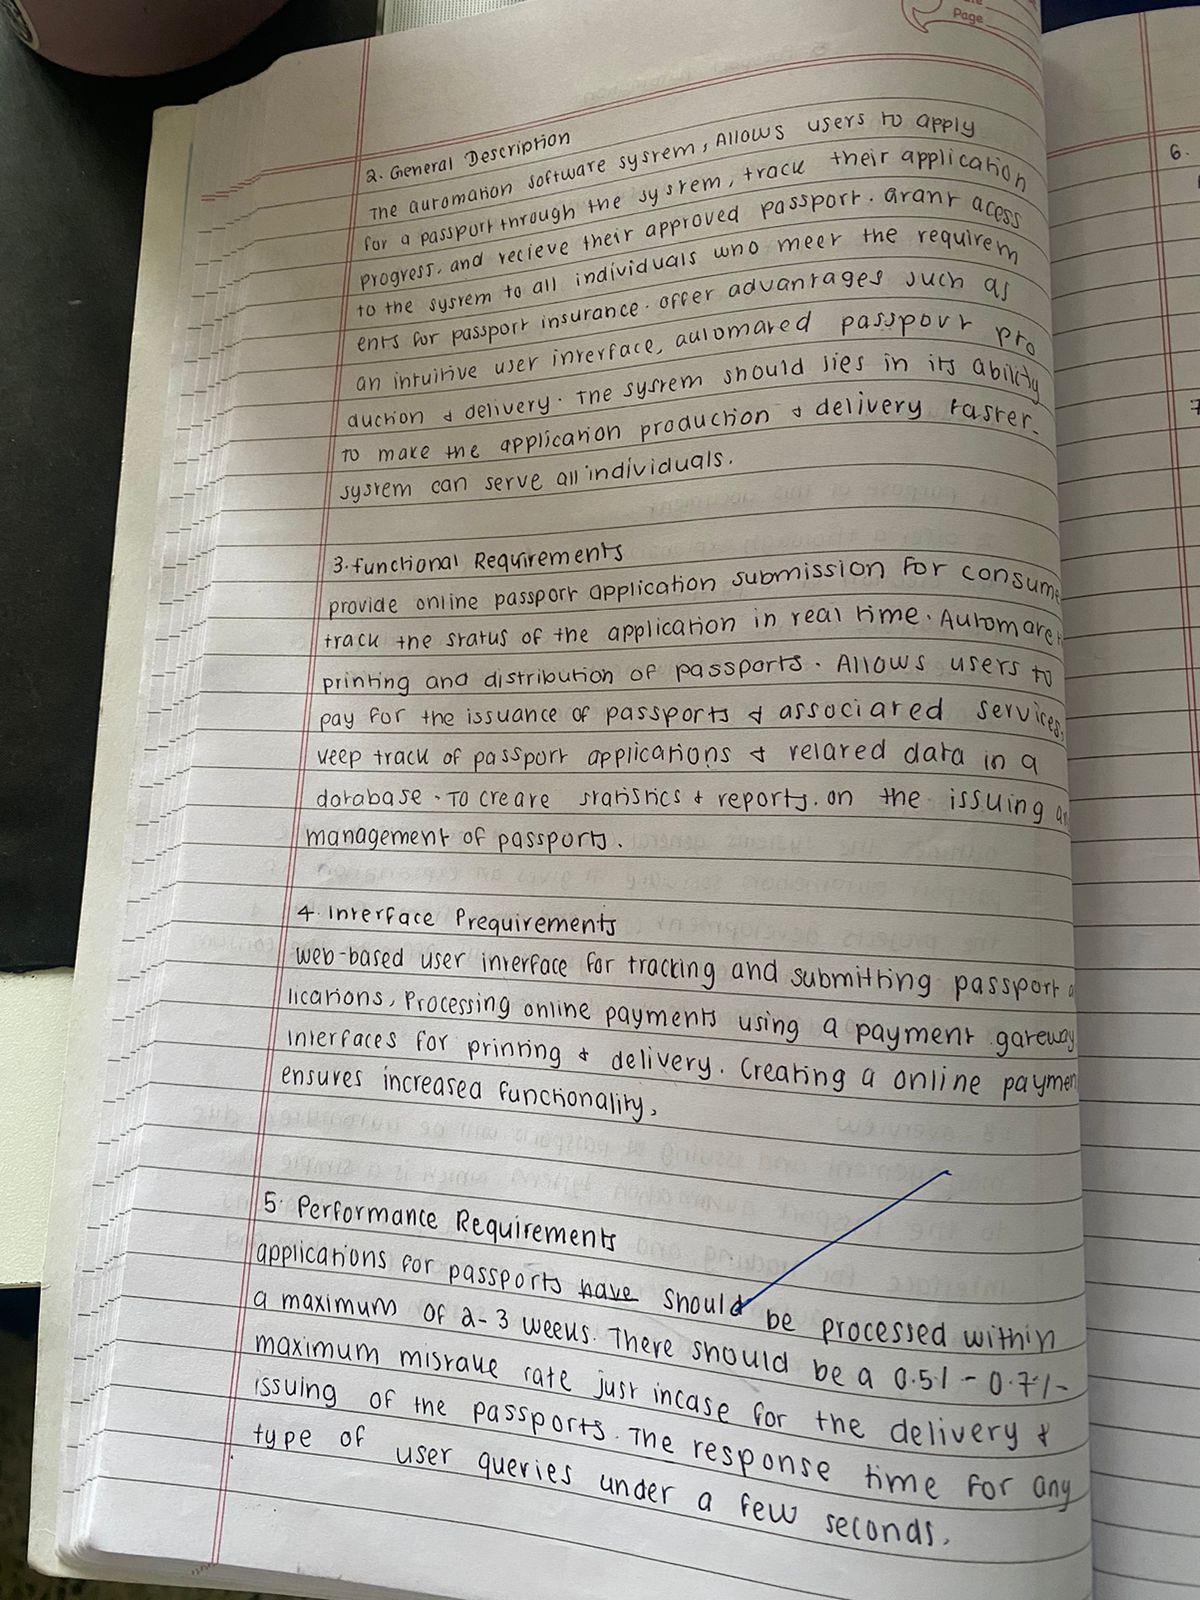 Page
2. General Description
The automation software system, Allows users to apply
for a passport through the system, track their application
progress, and recieve their approved passport. Grant acess
to the system to all individuals who meet the requirem
ents for passport insurance. Offer advantages such as
an intuitive user interface, automated passport pro
duction & delivery. The system should lies in its ability
To make the application production & delivery faster.
system can serve all individuals.
3. functional Requirements
provide online passport application submission for consume
track the status of the application in real time. Automate
printing and distribution of passports. Allows users to
pay for the issuance of passports & associated services,
keep track of passport applications & related data in a
database. To create statistics & reports. on the issuing an
management of passports.
4. Interface Prequirements
web-based user interface for tracking and submitting passport a
lications, Processing online payments using a payment gateway
interfaces for printing & delivery. Creating a online paymen
ensures increased functionality,
5. Performance Requirements
applications for passports have should be processed within
a maximum of 2-3 weeks. There should be a 0.5% - 0.7%
maximum mistake rate just incase for the delivery &
issuing of the passports. The response time for any
type of user queries under a few seconds.
6.
7